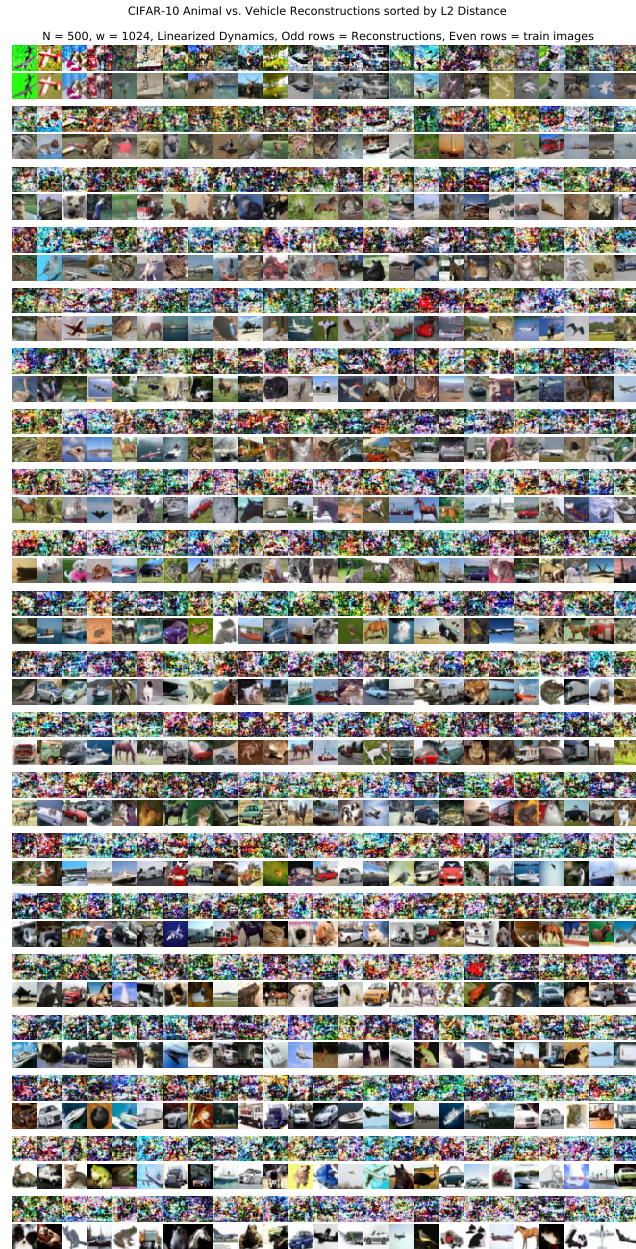 CIFAR-10 Animal vs. Vehicle Reconstructions sorted by L2 Distance
N = 500, w = 1024, Linearized Dynamics, Odd rows = Reconstructions, Even rows = train images